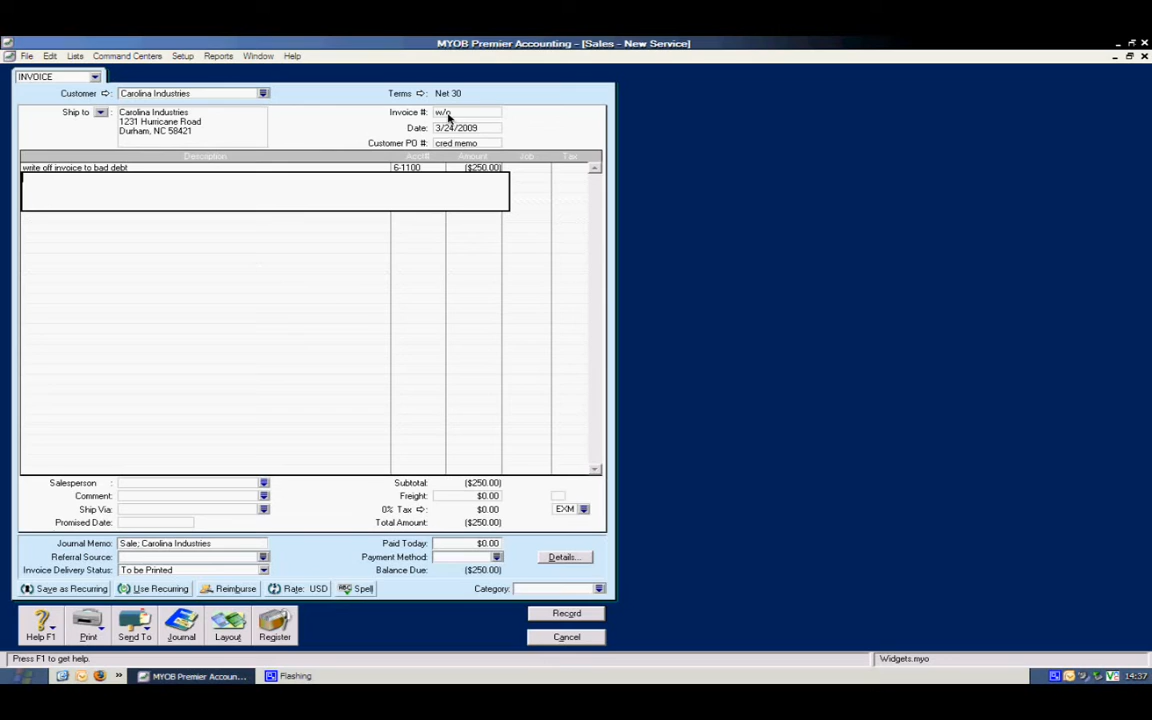 MYOB Premier Accounting - [Sales - New Service]
File Edit Lists Command Centers Setup Reports Window Help
INVOICE
Customer : Carolina Industries Terms : Net 30
Ship to : Carolina Industries Invoice #: w/o
1231 Hurricane Road
Durham, NC 58421 Date: 3/24/2009
Customer PO #: cred memo
Description Acct# Amount Job Tax
write off invoice to bad debt 6-1100 ($250.00)
Salesperson : Subtotal: ($250.00)
Comment: Freight: $0.00
Ship Via: 0% Tax : $0.00 EXM
Promised Date: Total Amount: ($250.00)
Journal Memo: Sale; Carolina Industries Paid Today: $0.00
Referral Source: Payment Method: Details...
Invoice Delivery Status: To be Printed Balance Due: ($250.00)
Save as Recurring Use Recurring Reimburse Rate: USD ABC Spell Category:
Record
Help F1 Print Send To Journal Layout Register Cancel
Press F1 to get help. Widgets.myo
MYOB Premier Accoun... Flashing 14:37